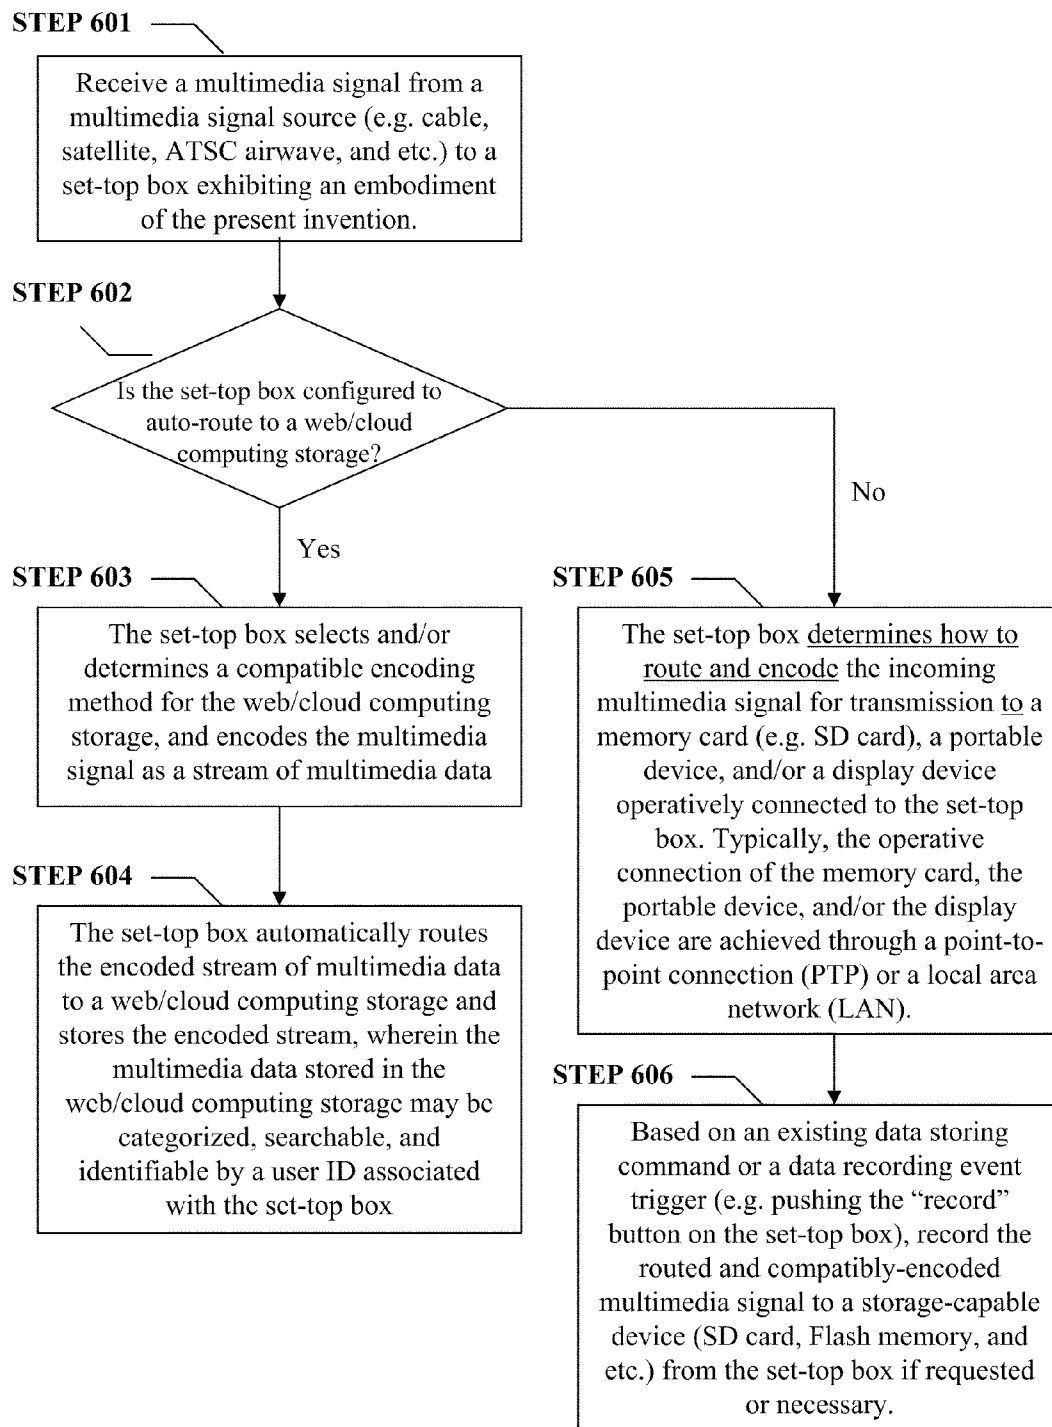 STEP 601
Receive a multimedia signal from a
multimedia signal source (e.g. cable,
satellite, ATSC airwave, and etc.) to a
set-top box exhibiting an embodiment
of the present invention.
STEP 602
Is the set-top box configured to
auto-route to a web/cloud
computing storage?
Yes
No
STEP 603
The set-top box selects and/or
determines a compatible encoding
method for the web/cloud computing
storage, and encodes the multimedia
signal as a stream of multimedia data
STEP 604
The set-top box automatically routes
the encoded stream of multimedia data
to a web/cloud computing storage and
stores the encoded stream, wherein the
multimedia data stored in the
web/cloud computing storage may be
categorized, searchable, and
identifiable by a user ID associated
with the set-top box
STEP 605
The set-top box determines how to
route and encode the incoming
multimedia signal for transmission to a
memory card (e.g. SD card), a portable
device, and/or a display device
operatively connected to the set-top
box. Typically, the operative
connection of the memory card, the
portable device, and/or the display
device are achieved through a point-to-
point connection (PTP) or a local area
network (LAN).
STEP 606
Based on an existing data storing
command or a data recording event
trigger (e.g. pushing the “record”
button on the set-top box), record the
routed and compatibly-encoded
multimedia signal to a storage-capable
device (SD card, Flash memory, and
etc.) from the set-top box if requested
or necessary.